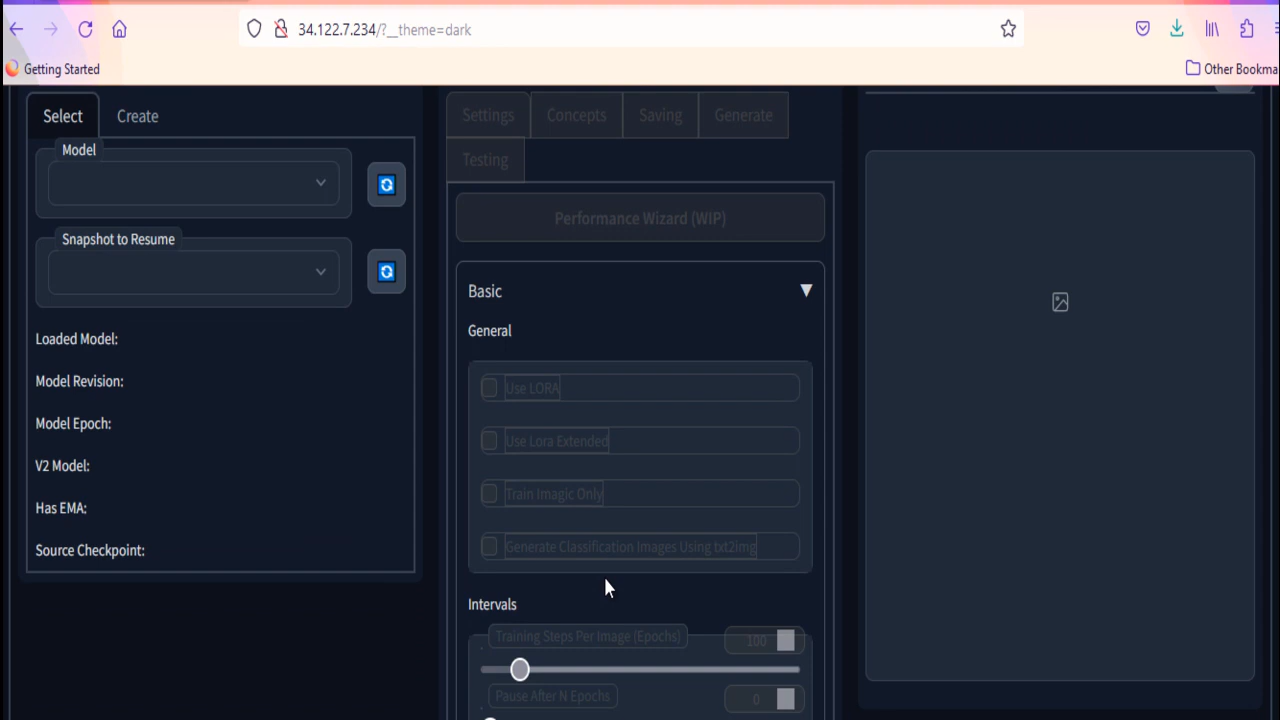 34.122.7.234/?__theme=dark
Getting Started
Other Bookma
Select Create
Model
Snapshot to Resume
Loaded Model:
Model Revision:
Model Epoch:
V2 Model:
Has EMA:
Source Checkpoint:
Settings Concepts Saving Generate
Testing
Performance Wizard (WIP)
Basic
General
Use LORA
Use Lora Extended
Train Imagic Only
Generate Classification Images Using txt2img
Intervals
Training Steps Per Image (Epochs) 100
Pause After N Epochs 0